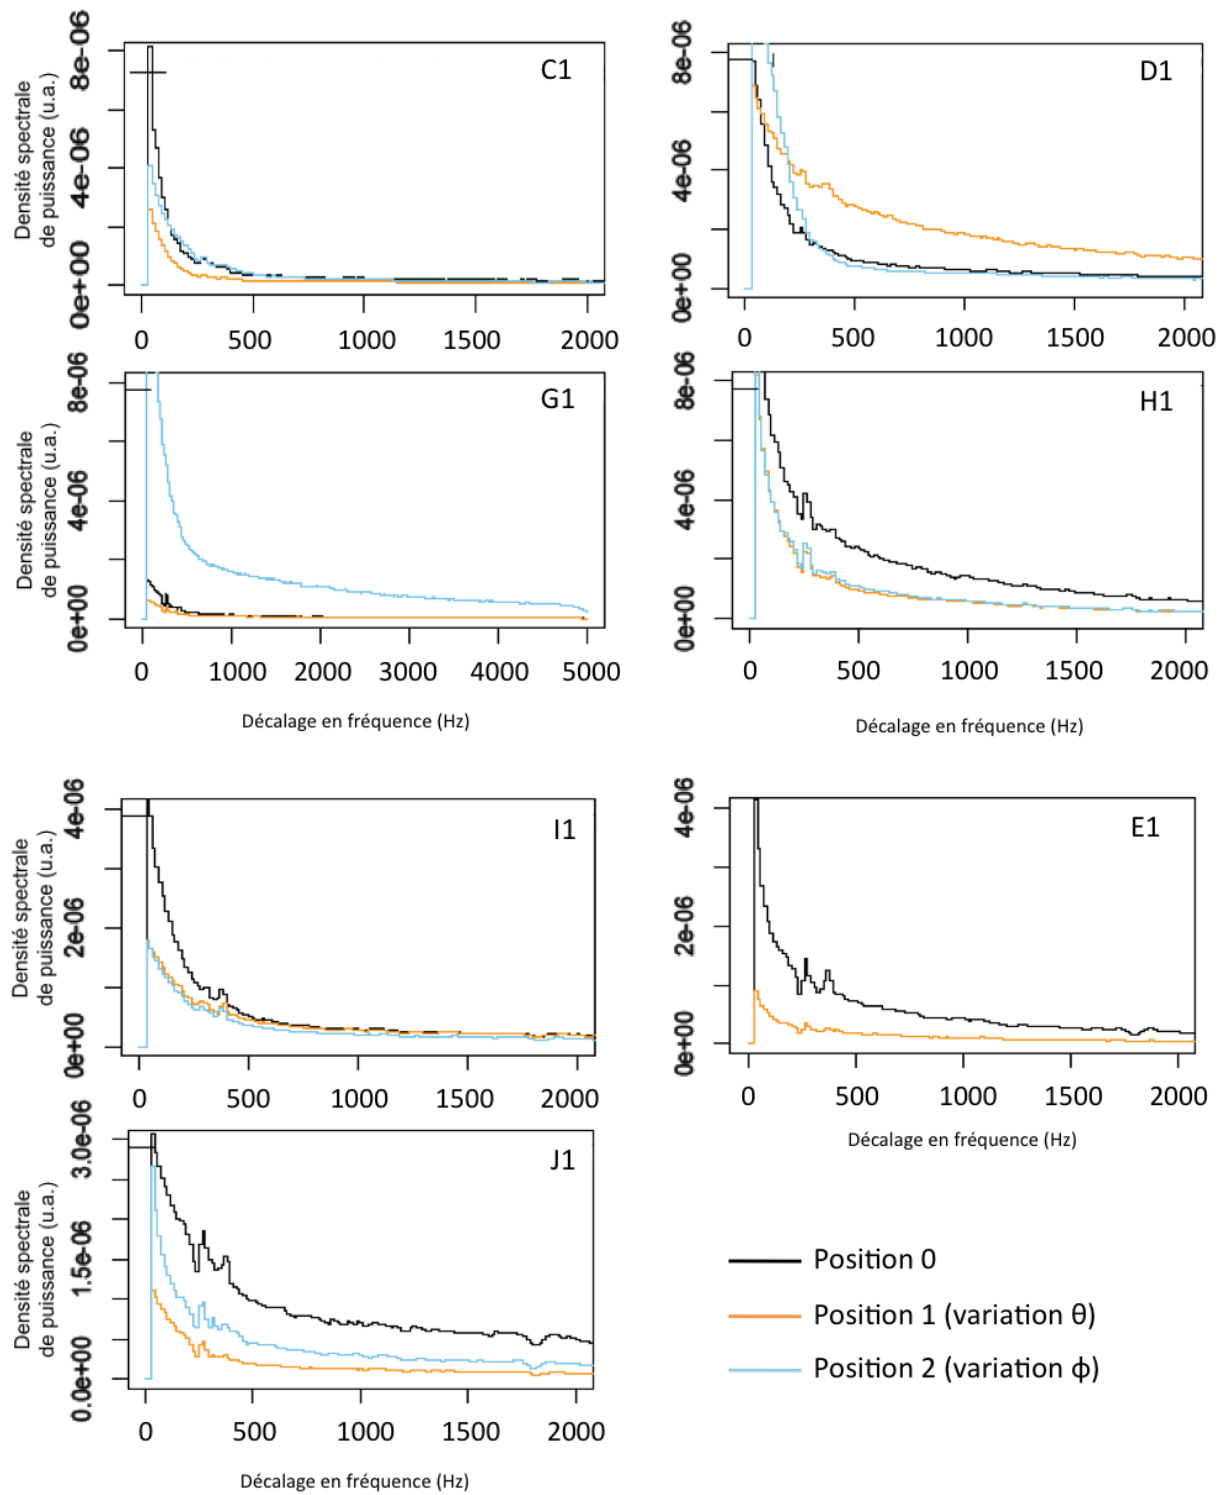 Densité spectrale
de puissance (u.a.)
0e+00 4e-06 8e-06
C1
0 500 1000 1500 2000
0e+00 4e-06 8e-06
D1
0 500 1000 1500 2000
Densité spectrale
de puissance (u.a.)
0e+00 4e-06 8e-06
G1
0 1000 2000 3000 4000 5000
Décalage en fréquence (Hz)
0e+00 4e-06 8e-06
H1
0 500 1000 1500 2000
Décalage en fréquence (Hz)
Densité spectrale
de puissance (u.a.)
0e+00 2e-06 4e-06
I1
0 500 1000 1500 2000
0e+00 2e-06 4e-06
E1
0 500 1000 1500 2000
Décalage en fréquence (Hz)
Densité spectrale
de puissance (u.a.)
0.0e+00 1.5e-06 3.0e-06
J1
0 500 1000 1500 2000
Décalage en fréquence (Hz)
Position 0
Position 1 (variation θ)
Position 2 (variation ϕ)